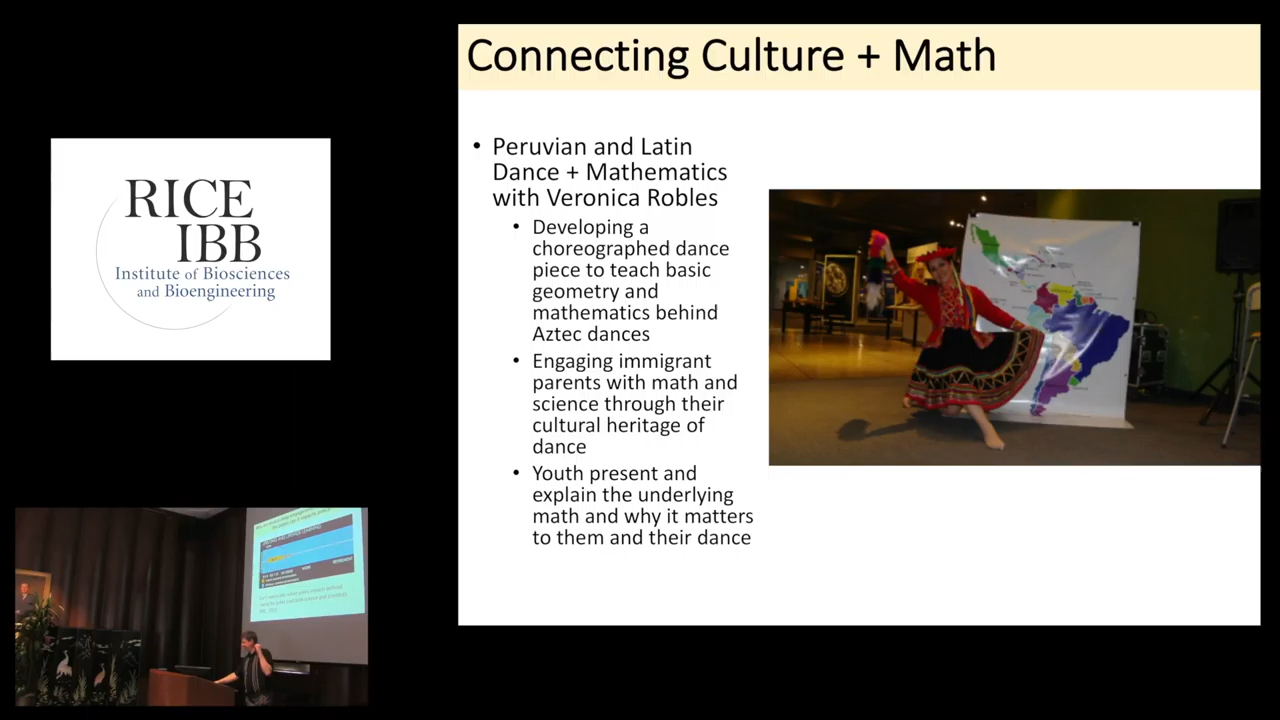 Connecting Culture + Math
RICE
IBB
Institute of Biosciences
and Bioengineering
• Peruvian and Latin
Dance + Mathematics
with Veronica Robles
• Developing a
choreographed dance
piece to teach basic
geometry and
mathematics behind
Aztec dances
• Engaging immigrant
parents with math and
science through their
cultural heritage of
dance
• Youth present and
explain the underlying
math and why it matters
to them and their dance